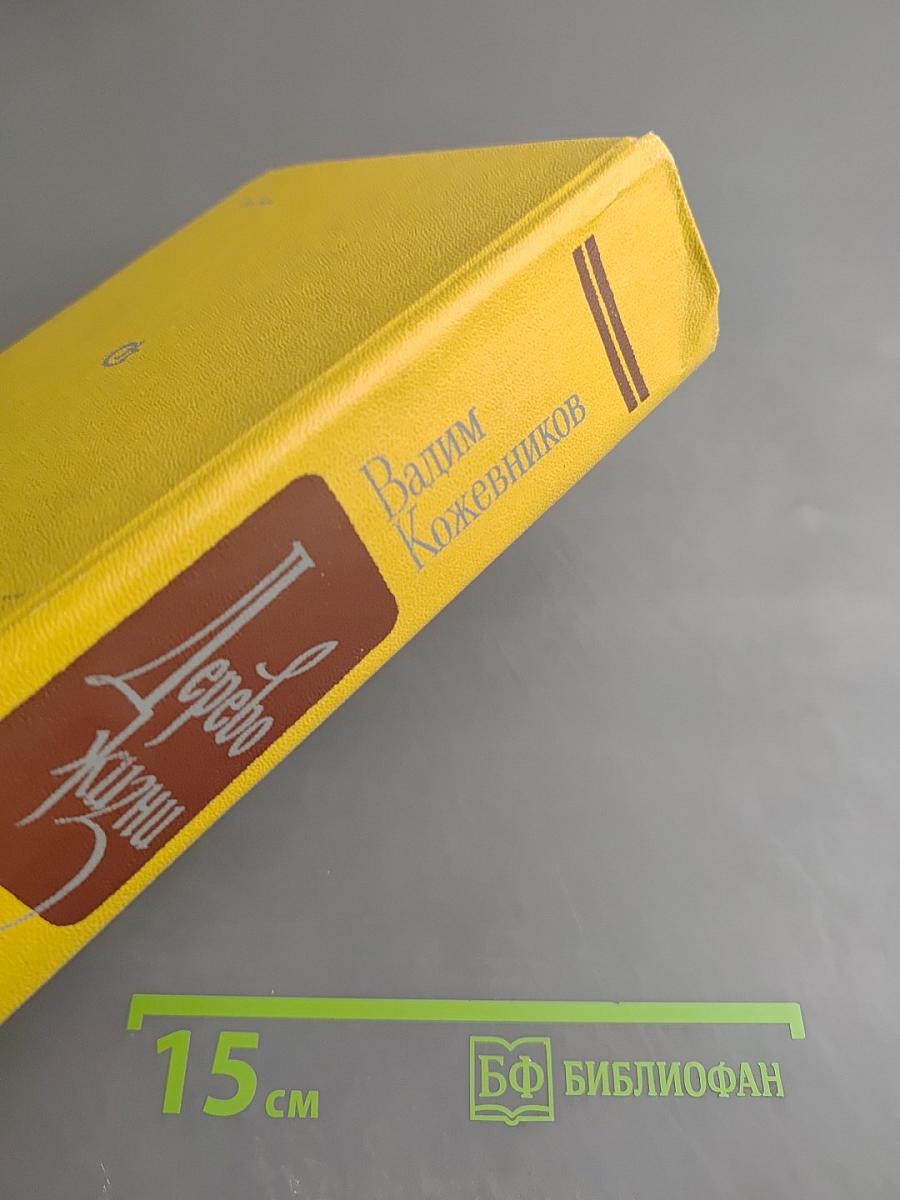 Вадим
Кожевников
Дерево
жизни
15 см
БФ БИБЛИОФАН